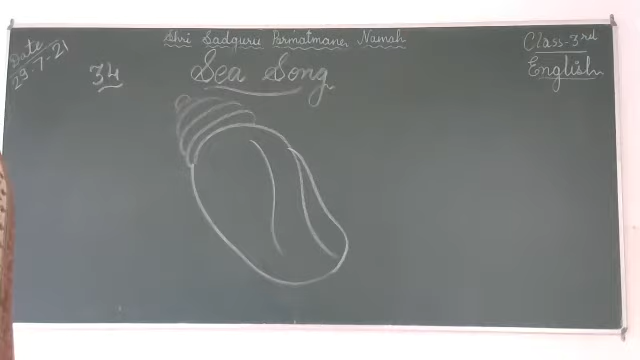 Shri Sadguru Parmatmane Namah
Date
29-7-21
Class-3rd
English
34
Sea Song